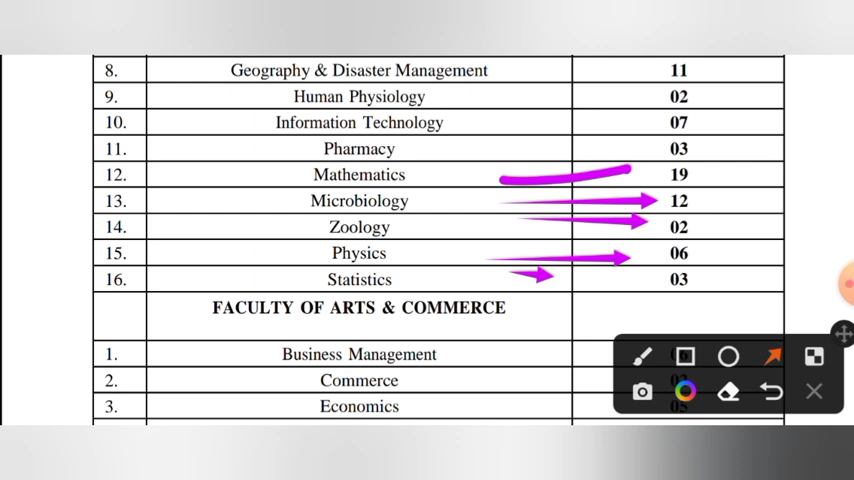 8. Geography & Disaster Management 11
9. Human Physiology 02
10. Information Technology 07
11. Pharmacy 03
12. Mathematics 19
13. Microbiology 12
14. Zoology 02
15. Physics 06
16. Statistics 03
FACULTY OF ARTS & COMMERCE
1. Business Management
2. Commerce
3. Economics